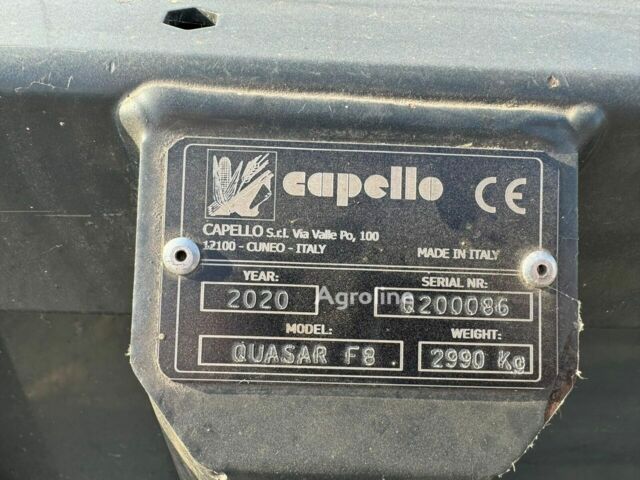 capello CE
CAPELLO S.r.l. Via Valle Po, 100
12100 - CUNEO - ITALY
MADE IN ITALY
YEAR: SERIAL NR:
2020 Q200086
Agroline
MODEL: WEIGHT:
QUASAR F8 2990 Kg